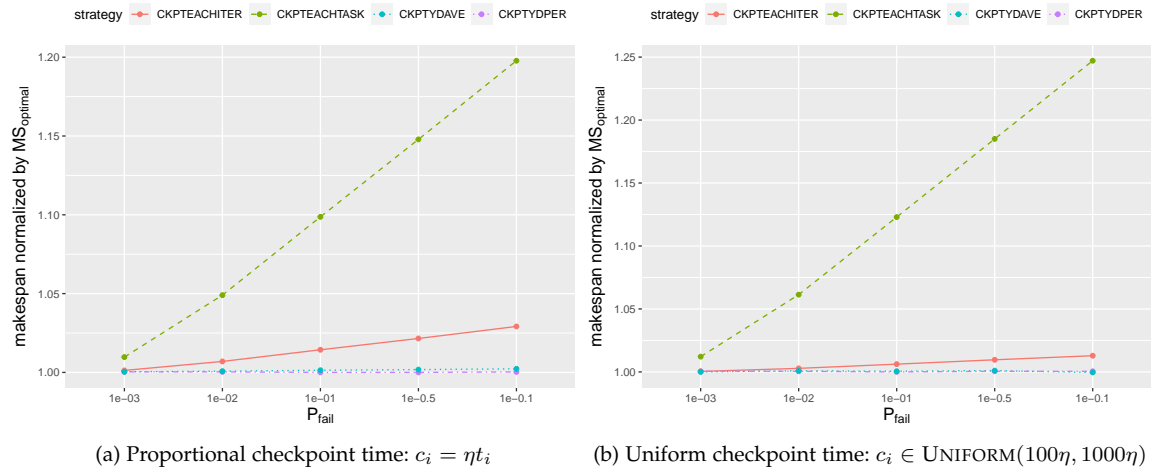 strategy CKPTEACHITER CKPTEACHTASK CKPTYDAVE CKPTYDPER
makespan normalized by MSoptimal
1.20
1.15
1.10
1.05
1.00
1e−03 1e−02 1e−01 1e−0.5 1e−0.1
Pfail
(a) Proportional checkpoint time: ci = ηti
strategy CKPTEACHITER CKPTEACHTASK CKPTYDAVE CKPTYDPER
makespan normalized by MSoptimal
1.25
1.20
1.15
1.10
1.05
1.00
1e−03 1e−02 1e−01 1e−0.5 1e−0.1
Pfail
(b) Uniform checkpoint time: ci ∈ UNIFORM(100η, 1000η)